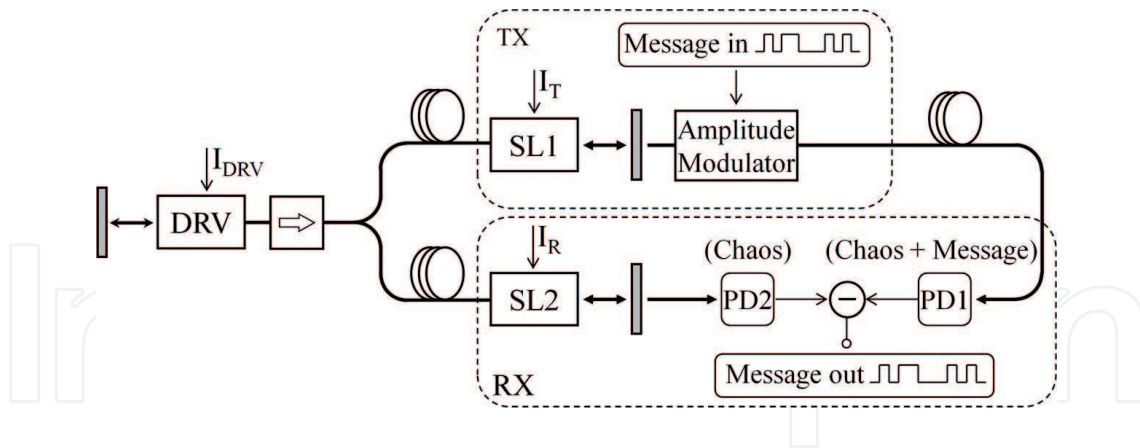 TX
Message in
I_T
SL1
Amplitude
Modulator
I_DRV
DRV
I_R
SL2
(Chaos)
(Chaos + Message)
PD2
PD1
Message out
RX